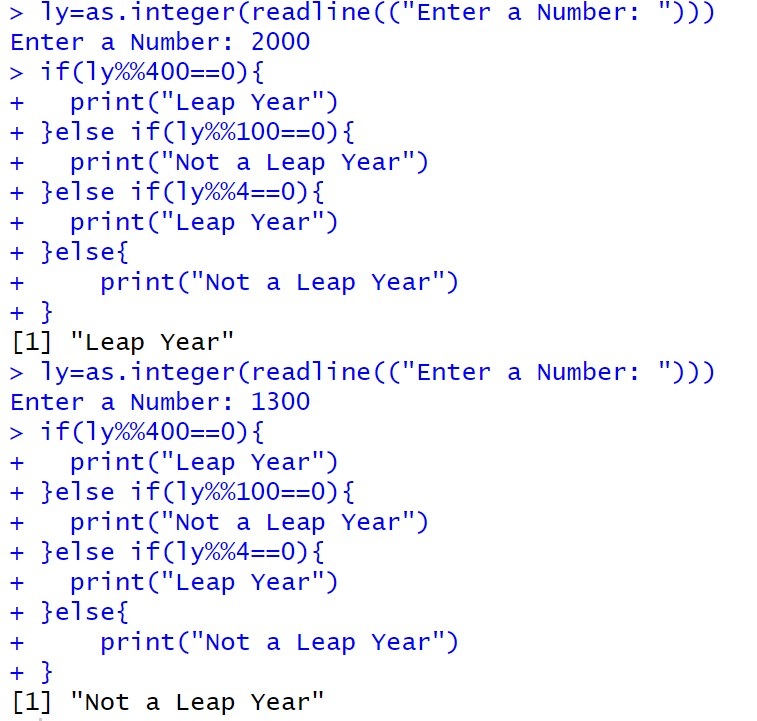 > ly=as.integer(readline(("Enter a Number: ")))
Enter a Number: 2000
> if(ly%%400==0){
+   print("Leap Year")
+ }else if(ly%%100==0){
+   print("Not a Leap Year")
+ }else if(ly%%4==0){
+   print("Leap Year")
+ }else{
+     print("Not a Leap Year")
+ }
[1] "Leap Year"
> ly=as.integer(readline(("Enter a Number: ")))
Enter a Number: 1300
> if(ly%%400==0){
+   print("Leap Year")
+ }else if(ly%%100==0){
+   print("Not a Leap Year")
+ }else if(ly%%4==0){
+   print("Leap Year")
+ }else{
+     print("Not a Leap Year")
+ }
[1] "Not a Leap Year"